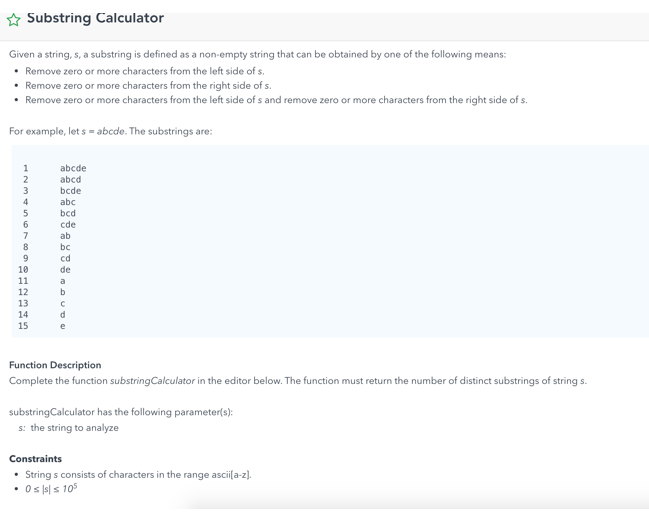 Substring Calculator
Given a string, s, a substring is defined as a non-empty string that can be obtained by one of the following means:
• Remove zero or more characters from the left side of s.
• Remove zero or more characters from the right side of s.
• Remove zero or more characters from the left side of s and remove zero or more characters from the right side of s.
For example, let s = abcde. The substrings are:
1 abcde
2 abcd
3 bcde
4 abc
5 bcd
6 cde
7 ab
8 bc
9 cd
10 de
11 a
12 b
13 c
14 d
15 e
Function Description
Complete the function substringCalculator in the editor below. The function must return the number of distinct substrings of string s.
substringCalculator has the following parameter(s):
s: the string to analyze
Constraints
• String s consists of characters in the range ascii[a-z].
• 0 ≤ |s| ≤ 10⁵